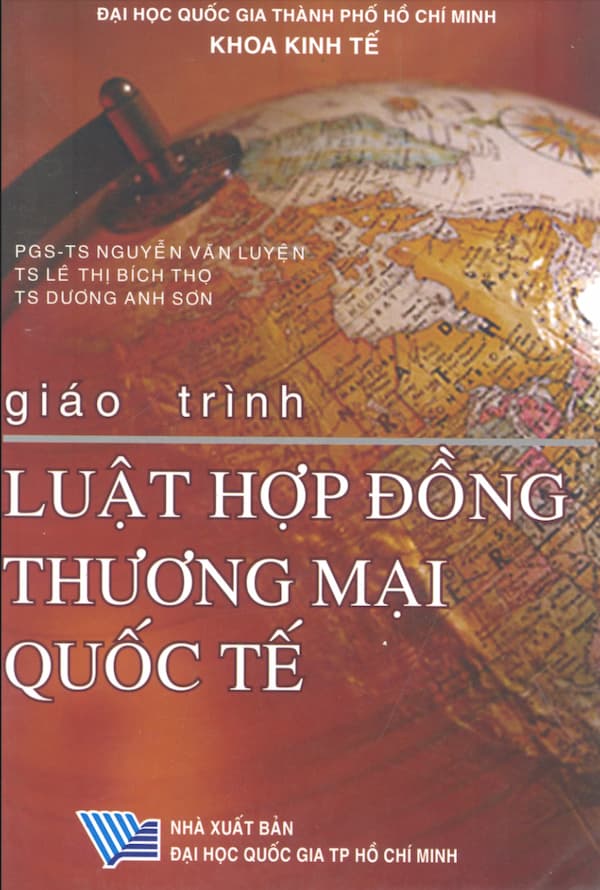 ĐẠI HỌC QUỐC GIA THÀNH PHỐ HỒ CHÍ MINH
KHOA KINH TẾ
PGS-TS NGUYỄN VĂN LUYỆN
TS LÊ THỊ BÍCH THỌ
TS DƯƠNG ANH SƠN
giáo trình
LUẬT HỢP ĐỒNG
THƯƠNG MẠI
QUỐC TẾ
NHÀ XUẤT BẢN
ĐẠI HỌC QUỐC GIA TP HỒ CHÍ MINH